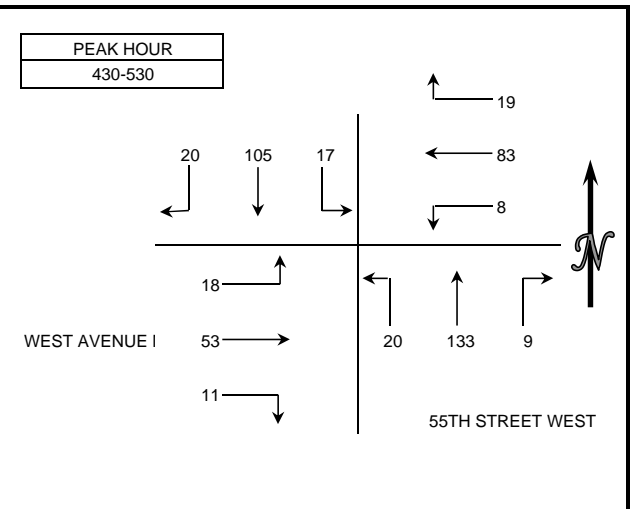 PEAK HOUR
430-530
19
20 105 17 83
8
18
WEST AVENUE I 53 20 133 9
11
55TH STREET WEST
N